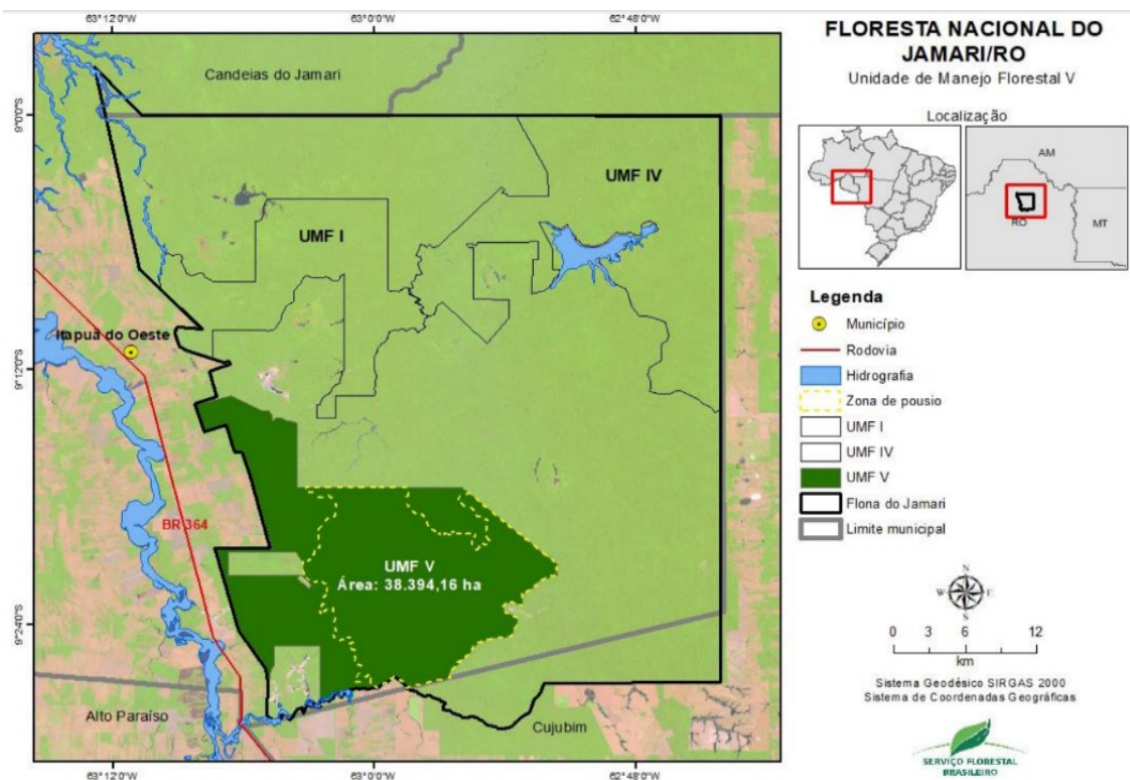 63°12'0"W
63°0'0"W
62°48'0"W
FLORESTA NACIONAL DO
JAMARI/RO
Unidade de Manejo Florestal V
Candeias do Jamari
Localização
9°0'0"S
AM
RO
MT
UMF IV
UMF I
Legenda
Município
Rodovia
Hidrografia
Zona de pousio
UMF I
UMF IV
UMF V
Flona do Jamari
Limite municipal
Itapuã do Oeste
9°12'0"S
BR 364
UMF V
Área: 38.394,16 ha
9°24'0"S
N
W E
S
0 3 6 12
km
Sistema Geodésico SIRGAS 2000
Sistema de Coordenadas Geográficas
Alto Paraíso
Cujubim
SERVIÇO FLORESTAL
BRASILEIRO
63°12'0"W
63°0'0"W
62°48'0"W